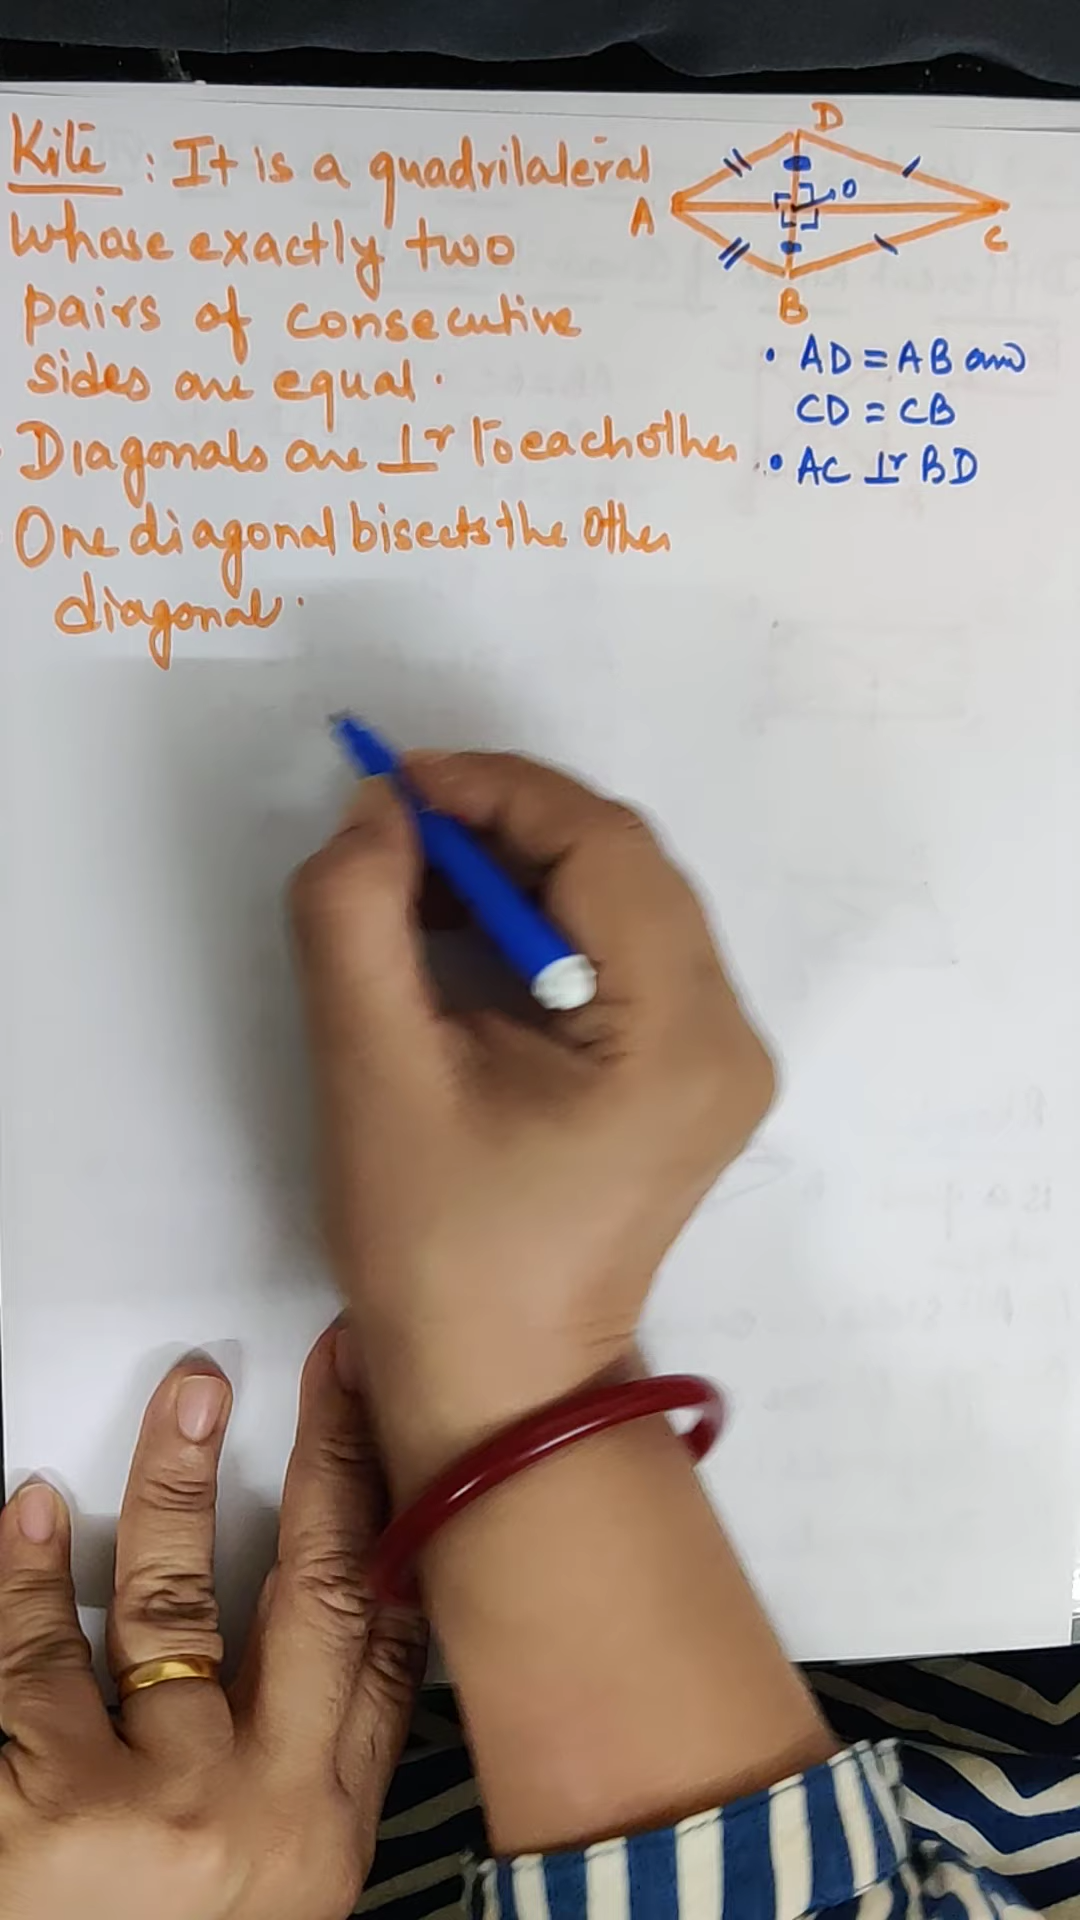 Kite : It is a quadrilateral
whose exactly two
pairs of consecutive
sides are equal.
Diagonals are ⊥r to each other
One diagonal bisects the other
diagonal.
D
A
O
C
B
• AD = AB and
CD = CB
• AC ⊥r BD